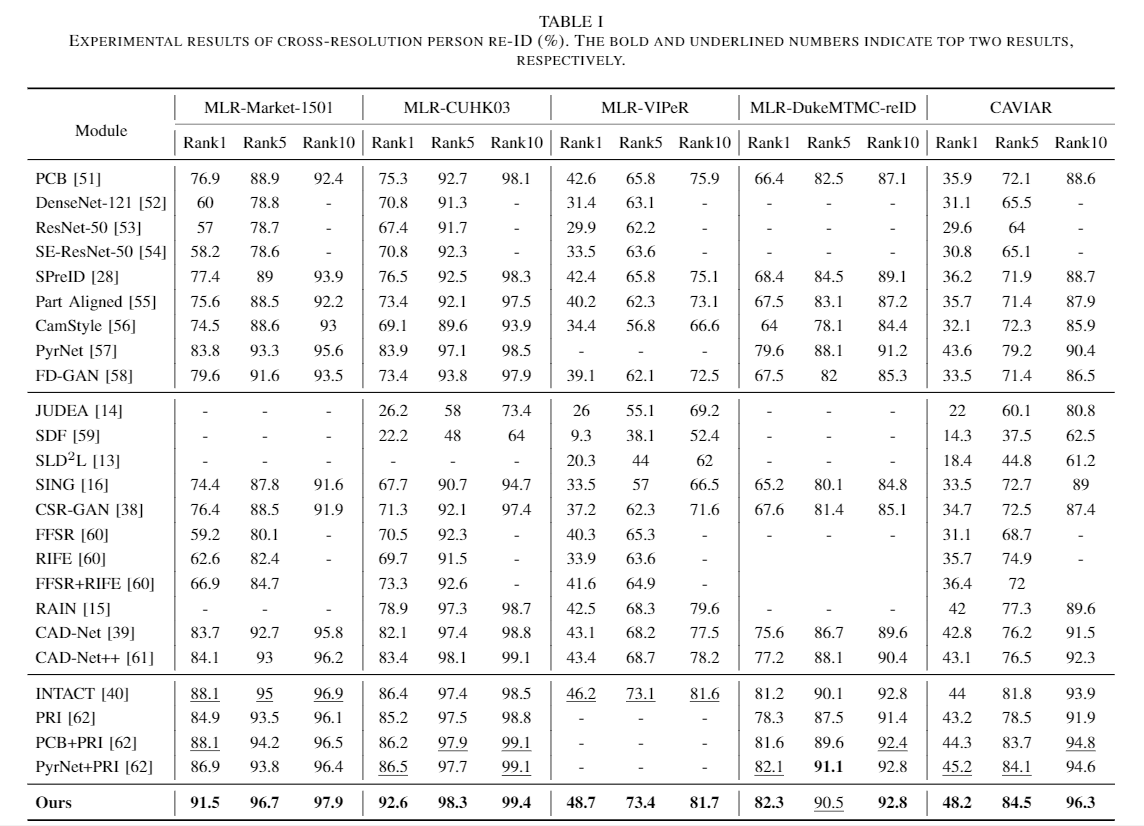 TABLE I
EXPERIMENTAL RESULTS OF CROSS-RESOLUTION PERSON RE-ID (%). THE BOLD AND UNDERLINED NUMBERS INDICATE TOP TWO RESULTS,
RESPECTIVELY.
Module MLR-Market-1501 MLR-CUHK03 MLR-VIPeR MLR-DukeMTMC-reID CAVIAR
Rank1 Rank5 Rank10 Rank1 Rank5 Rank10 Rank1 Rank5 Rank10 Rank1 Rank5 Rank10 Rank1 Rank5 Rank10
PCB [51] 76.9 88.9 92.4 75.3 92.7 98.1 42.6 65.8 75.9 66.4 82.5 87.1 35.9 72.1 88.6
DenseNet-121 [52] 60 78.8 - 70.8 91.3 - 31.4 63.1 - - - - 31.1 65.5 -
ResNet-50 [53] 57 78.7 - 67.4 91.7 - 29.9 62.2 - - - - 29.6 64 -
SE-ResNet-50 [54] 58.2 78.6 - 70.8 92.3 - 33.5 63.6 - - - - 30.8 65.1 -
SPreID [28] 77.4 89 93.9 76.5 92.5 98.3 42.4 65.8 75.1 68.4 84.5 89.1 36.2 71.9 88.7
Part Aligned [55] 75.6 88.5 92.2 73.4 92.1 97.5 40.2 62.3 73.1 67.5 83.1 87.2 35.7 71.4 87.9
CamStyle [56] 74.5 88.6 93 69.1 89.6 93.9 34.4 56.8 66.6 64 78.1 84.4 32.1 72.3 85.9
PyrNet [57] 83.8 93.3 95.6 83.9 97.1 98.5 - - - 79.6 88.1 91.2 43.6 79.2 90.4
FD-GAN [58] 79.6 91.6 93.5 73.4 93.8 97.9 39.1 62.1 72.5 67.5 82 85.3 33.5 71.4 86.5
JUDEA [14] - - - 26.2 58 73.4 26 55.1 69.2 - - - 22 60.1 80.8
SDF [59] - - - 22.2 48 64 9.3 38.1 52.4 - - - 14.3 37.5 62.5
SLD²L [13] - - - - - - 20.3 44 62 - - - 18.4 44.8 61.2
SING [16] 74.4 87.8 91.6 67.7 90.7 94.7 33.5 57 66.5 65.2 80.1 84.8 33.5 72.7 89
CSR-GAN [38] 76.4 88.5 91.9 71.3 92.1 97.4 37.2 62.3 71.6 67.6 81.4 85.1 34.7 72.5 87.4
FFSR [60] 59.2 80.1 - 70.5 92.3 - 40.3 65.3 - - - - 31.1 68.7 -
RIFE [60] 62.6 82.4 - 69.7 91.5 - 33.9 63.6 - 35.7 74.9 -
FFSR+RIFE [60] 66.9 84.7 73.3 92.6 - 41.6 64.9 - 36.4 72
RAIN [15] - - - 78.9 97.3 98.7 42.5 68.3 79.6 - - - 42 77.3 89.6
CAD-Net [39] 83.7 92.7 95.8 82.1 97.4 98.8 43.1 68.2 77.5 75.6 86.7 89.6 42.8 76.2 91.5
CAD-Net++ [61] 84.1 93 96.2 83.4 98.1 99.1 43.4 68.7 78.2 77.2 88.1 90.4 43.1 76.5 92.3
INTACT [40] 88.1 95 96.9 86.4 97.4 98.5 46.2 73.1 81.6 81.2 90.1 92.8 44 81.8 93.9
PRI [62] 84.9 93.5 96.1 85.2 97.5 98.8 - - - 78.3 87.5 91.4 43.2 78.5 91.9
PCB+PRI [62] 88.1 94.2 96.5 86.2 97.9 99.1 - - - 81.6 89.6 92.4 44.3 83.7 94.8
PyrNet+PRI [62] 86.9 93.8 96.4 86.5 97.7 99.1 - - - 82.1 91.1 92.8 45.2 84.1 94.6
Ours 91.5 96.7 97.9 92.6 98.3 99.4 48.7 73.4 81.7 82.3 90.5 92.8 48.2 84.5 96.3